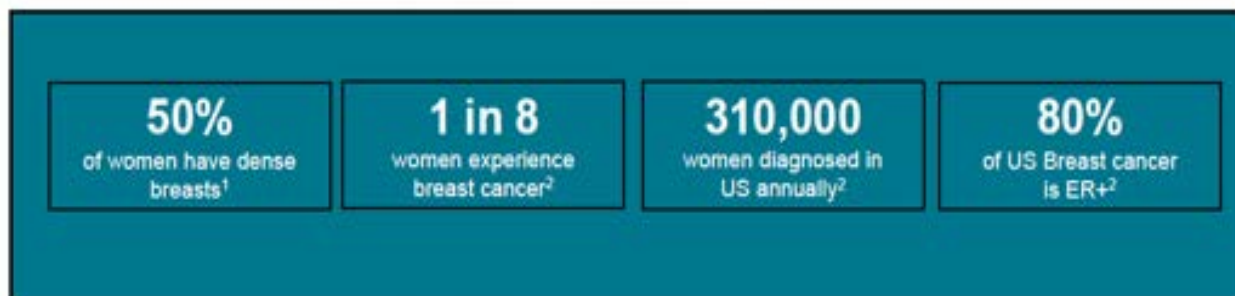 50%
of women have dense
breasts¹
1 in 8
women experience
breast cancer²
310,000
women diagnosed in
US annually²
80%
of US Breast cancer
is ER+²